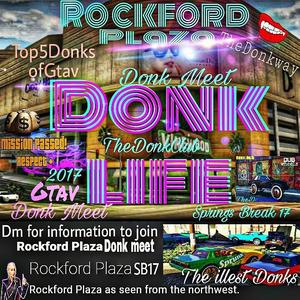 Rockford
Plaza
TheDonkway
Top5Donks
ofGtav
Donk Meet
DONK
TheDonkClub
MISSION PASSED!
RESPECT +
LIFE
2017
Gtav
Donk Meet
Springs Break 17
Dm for information to join
Rockford Plaza Donk meet
Rockford Plaza SB17
Rockford Plaza as seen from the northwest.
The illest Donks